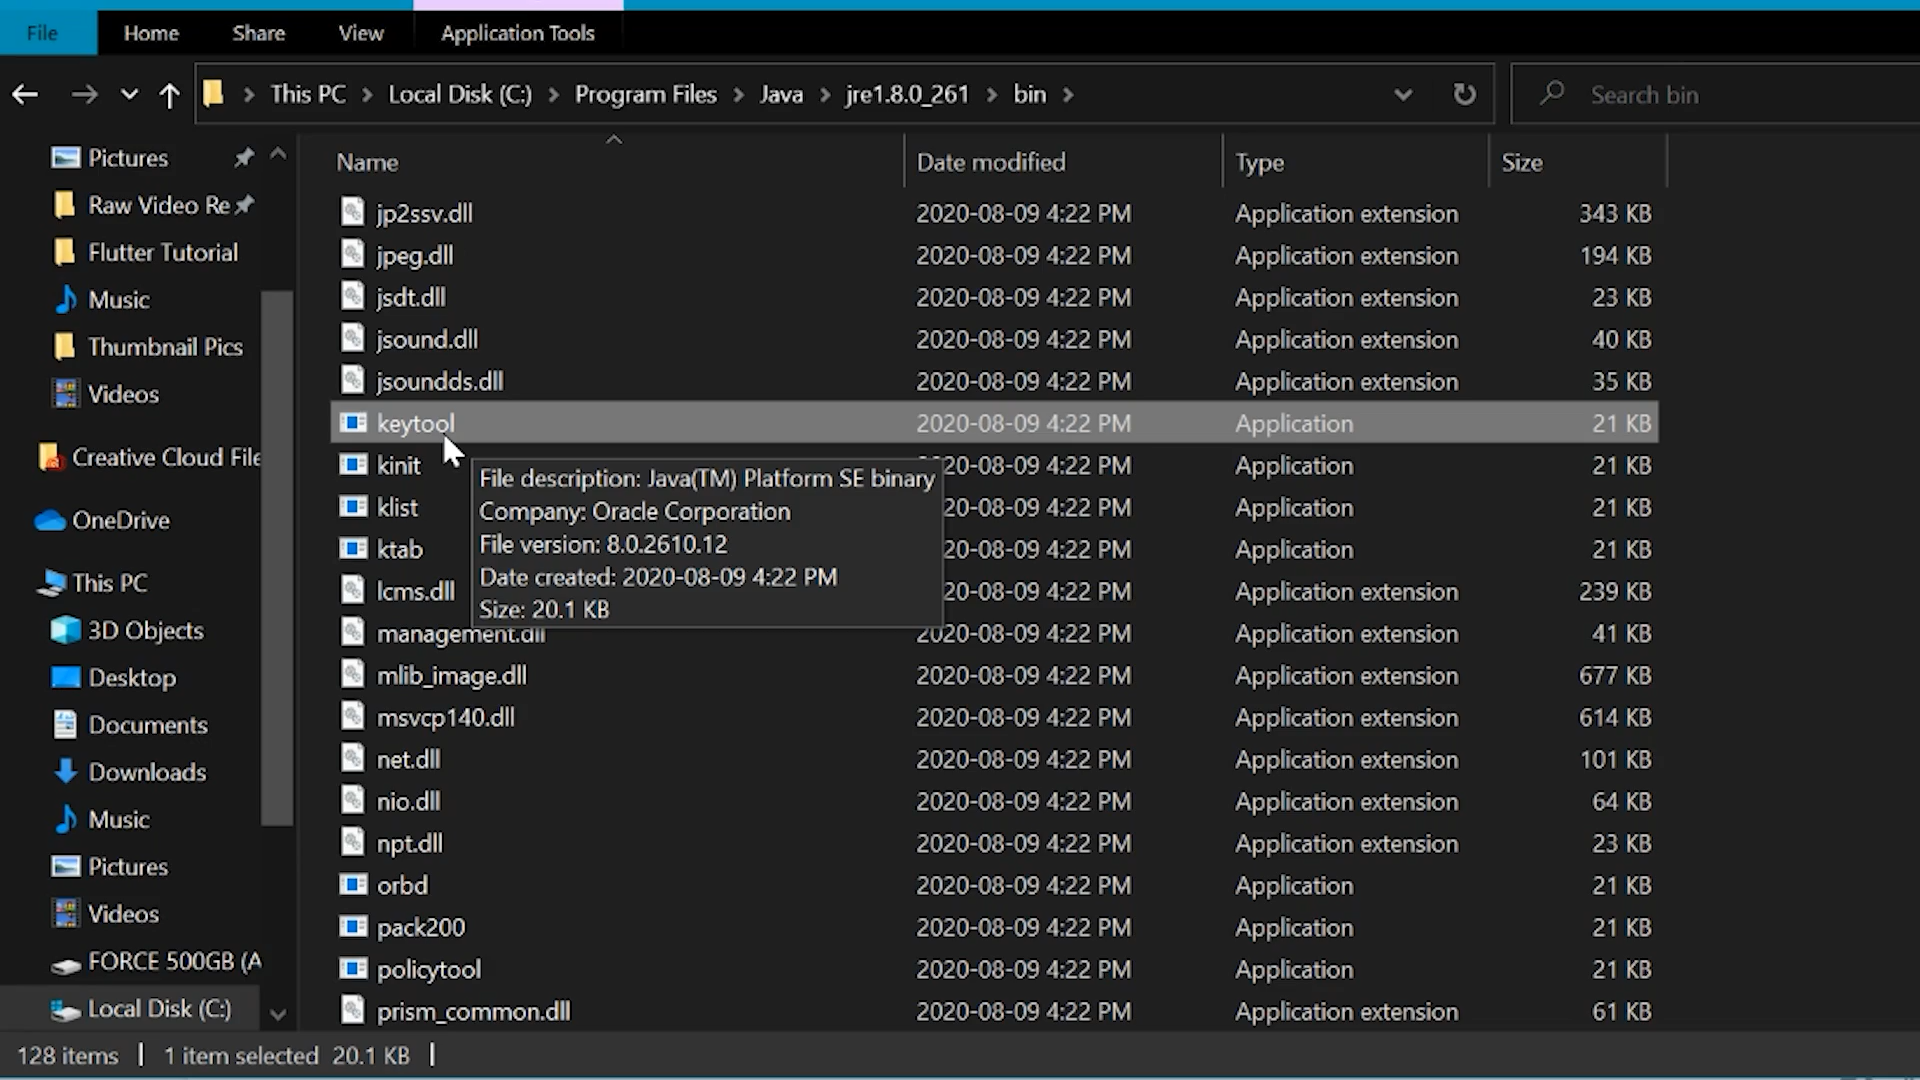 File Home Share View Application Tools
This PC Local Disk (C:) Program Files Java jre1.8.0_261 bin Search bin
Pictures
Raw Video Re
Flutter Tutorial
Music
Thumbnail Pics
Videos
Creative Cloud File
OneDrive
This PC
3D Objects
Desktop
Documents
Downloads
Music
Pictures
Videos
FORCE 500GB (A
Local Disk (C:)
Name Date modified Type Size
jp2ssv.dll 2020-08-09 4:22 PM Application extension 343 KB
jpeg.dll 2020-08-09 4:22 PM Application extension 194 KB
jsdt.dll 2020-08-09 4:22 PM Application extension 23 KB
jsound.dll 2020-08-09 4:22 PM Application extension 40 KB
jsoundds.dll 2020-08-09 4:22 PM Application extension 35 KB
keytool 2020-08-09 4:22 PM Application 21 KB
kinit 20-08-09 4:22 PM Application 21 KB
klist 20-08-09 4:22 PM Application 21 KB
ktab 20-08-09 4:22 PM Application 21 KB
lcms.dll 20-08-09 4:22 PM Application extension 239 KB
management.dll 2020-08-09 4:22 PM Application extension 41 KB
mlib_image.dll 2020-08-09 4:22 PM Application extension 677 KB
msvcp140.dll 2020-08-09 4:22 PM Application extension 614 KB
net.dll 2020-08-09 4:22 PM Application extension 101 KB
nio.dll 2020-08-09 4:22 PM Application extension 64 KB
npt.dll 2020-08-09 4:22 PM Application extension 23 KB
orbd 2020-08-09 4:22 PM Application 21 KB
pack200 2020-08-09 4:22 PM Application 21 KB
policytool 2020-08-09 4:22 PM Application 21 KB
prism_common.dll 2020-08-09 4:22 PM Application extension 61 KB
File description: Java(TM) Platform SE binary
Company: Oracle Corporation
File version: 8.0.2610.12
Date created: 2020-08-09 4:22 PM
Size: 20.1 KB
128 items 1 item selected 20.1 KB